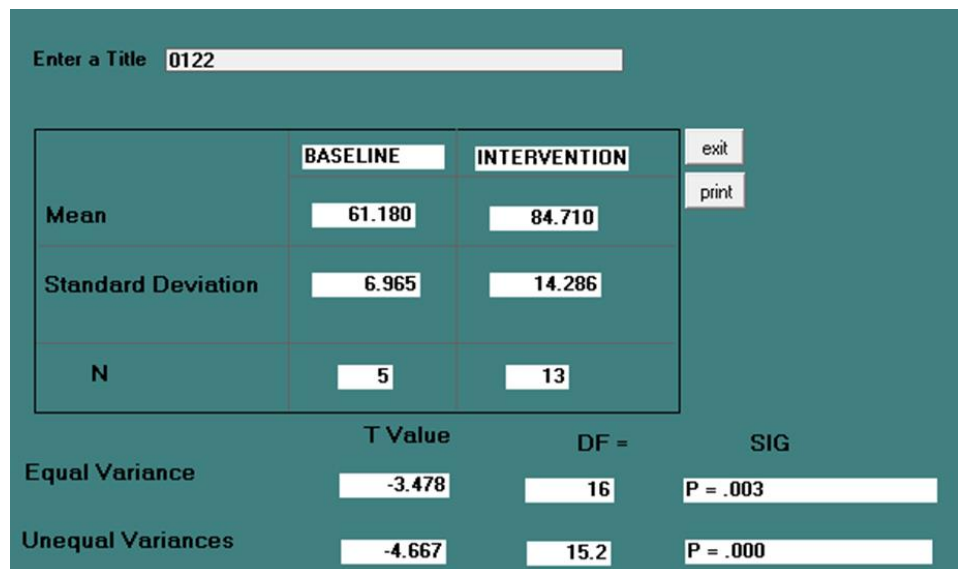 Enter a Title 0122
BASELINE INTERVENTION exit
print
Mean 61.180 84.710
Standard Deviation 6.965 14.286
N 5 13
T Value DF = SIG
Equal Variance -3.478 16 P = .003
Unequal Variances -4.667 15.2 P = .000